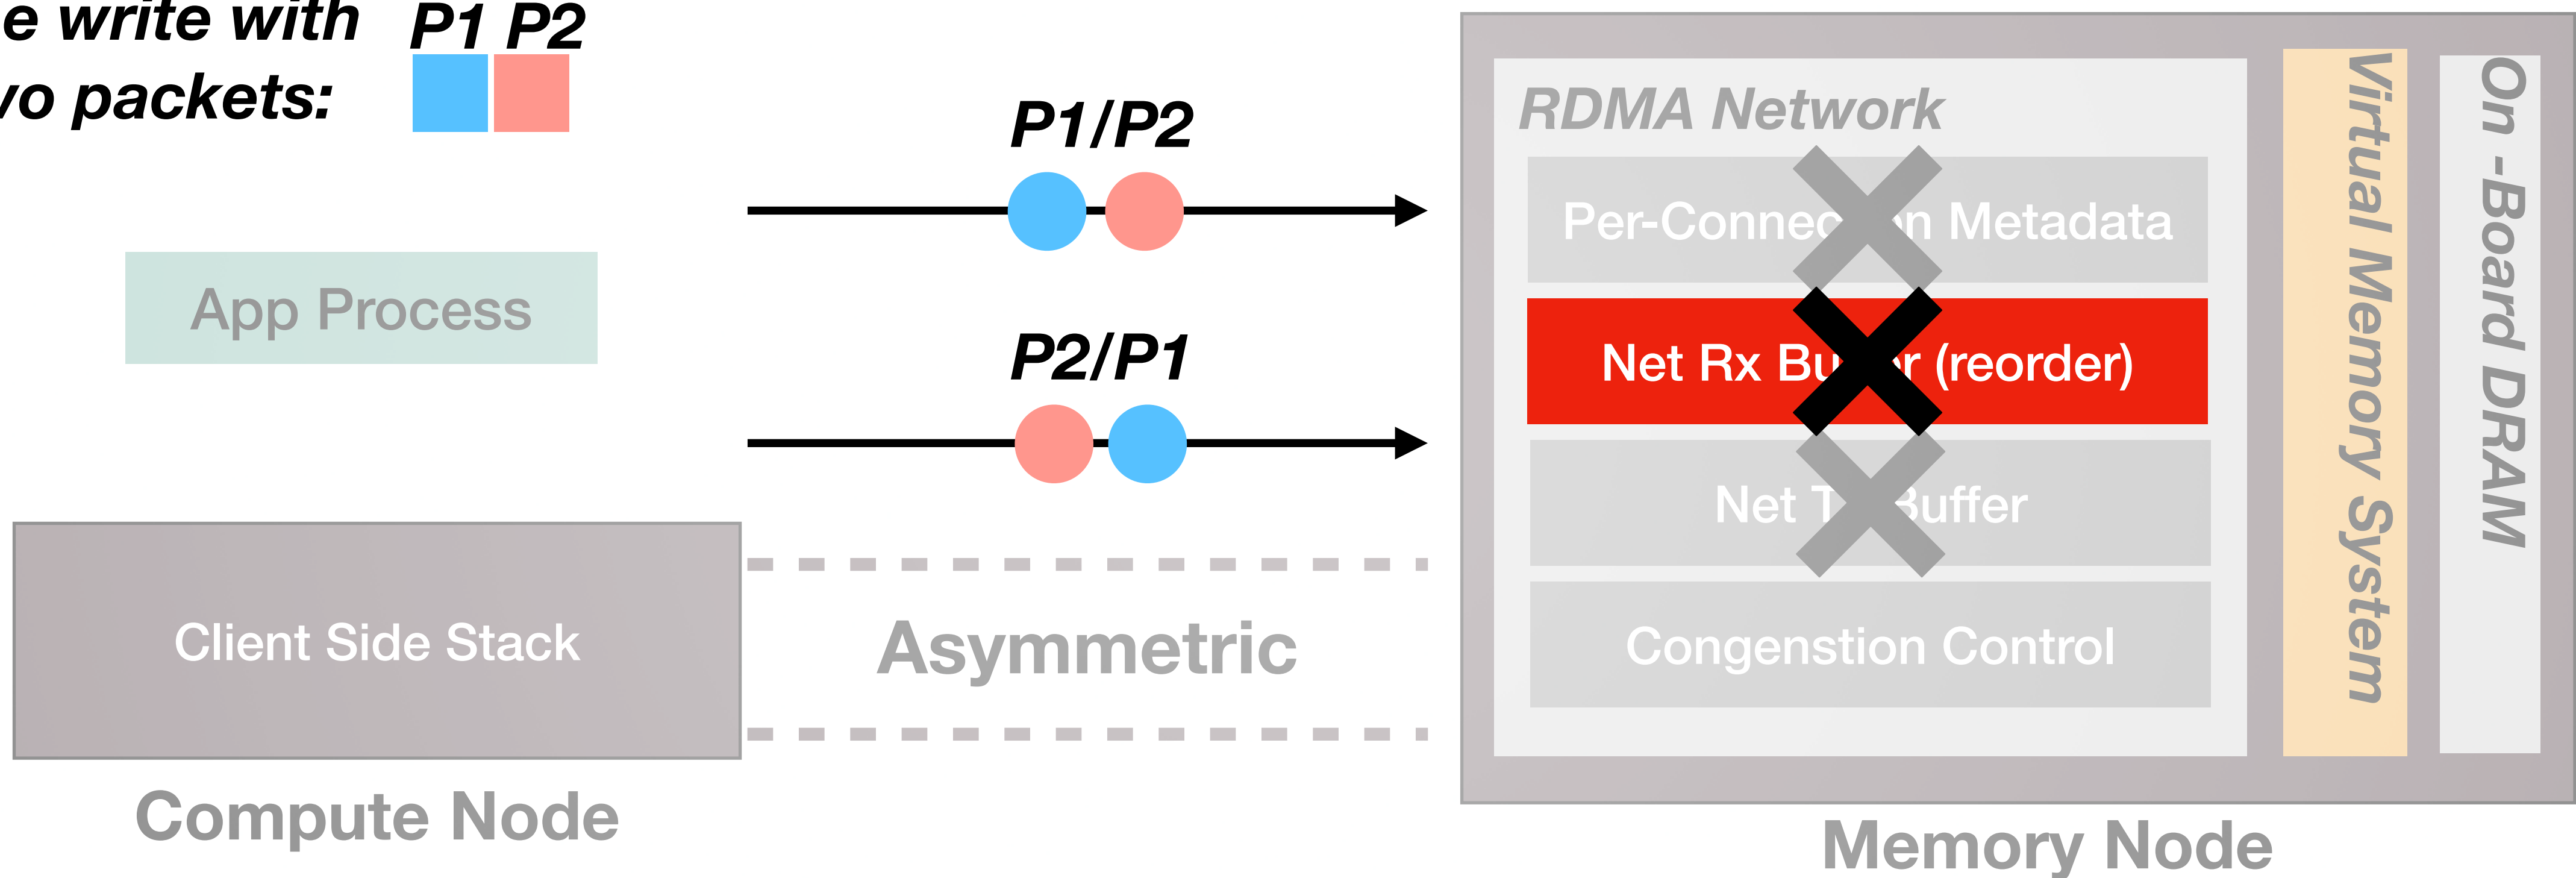 e write with
vo packets:
P1 P2
P1/P2
P2/P1
App Process
Client Side Stack
Compute Node
Asymmetric
RDMA Network
Per-Connec n Metadata
Net Rx Bu r (reorder)
Net T Buffer
Congenstion Control
Virtual Memory System
On -Board DRAM
Memory Node